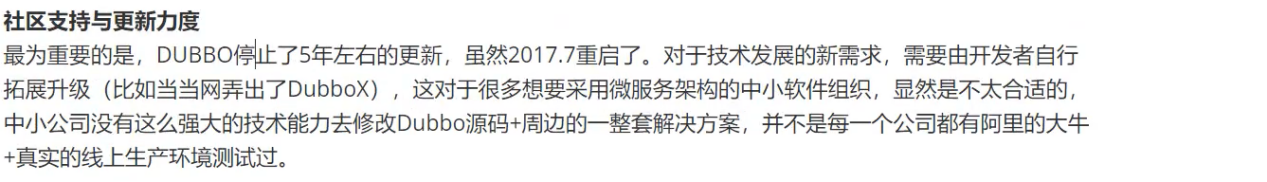 社区支持与更新力度
最为重要的是，DUBBO停止了5年左右的更新，虽然2017.7重启了。对于技术发展的新需求，需要由开发者自行
拓展升级（比如当当网弄出了DubboX），这对于很多想要采用微服务架构的中小软件组织，显然是不太合适的，
中小公司没有这么强大的技术能力去修改Dubbo源码+周边的一整套解决方案，并不是每一个公司都有阿里的大牛
+真实的线上生产环境测试过。